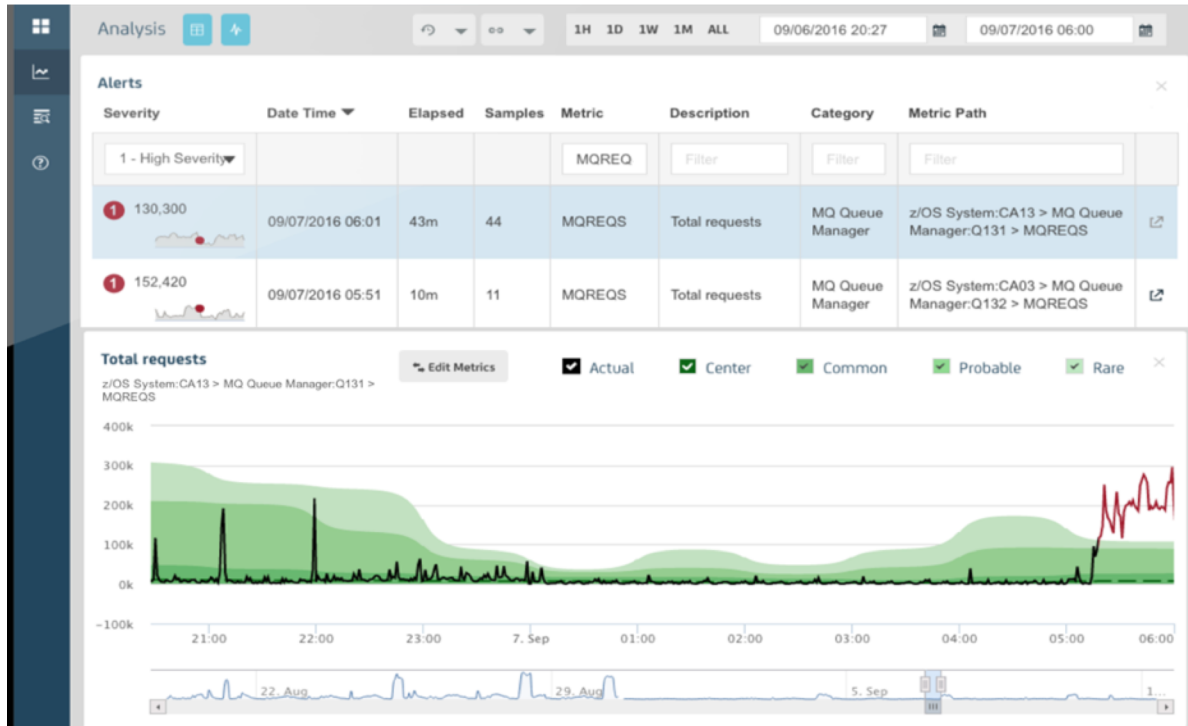 Analysis
1H 1D 1W 1M ALL
09/06/2016 20:27
09/07/2016 06:00
Alerts
Severity Date Time Elapsed Samples Metric Description Category Metric Path
1 - High Severity MQREQ Filter Filter Filter
1 130,300 09/07/2016 06:01 43m 44 MQREQS Total requests MQ Queue Manager z/OS System:CA13 > MQ Queue Manager:Q131 > MQREQS
1 152,420 09/07/2016 05:51 10m 11 MQREQS Total requests MQ Queue Manager z/OS System:CA03 > MQ Queue Manager:Q132 > MQREQS
Total requests
Edit Metrics
Actual Center Common Probable Rare
z/OS System:CA13 > MQ Queue Manager:Q131 >
MQREQS
400k
300k
200k
100k
0k
-100k
21:00 22:00 23:00 7. Sep 01:00 02:00 03:00 04:00 05:00 06:00
22. Aug 29. Aug 5. Sep 1...